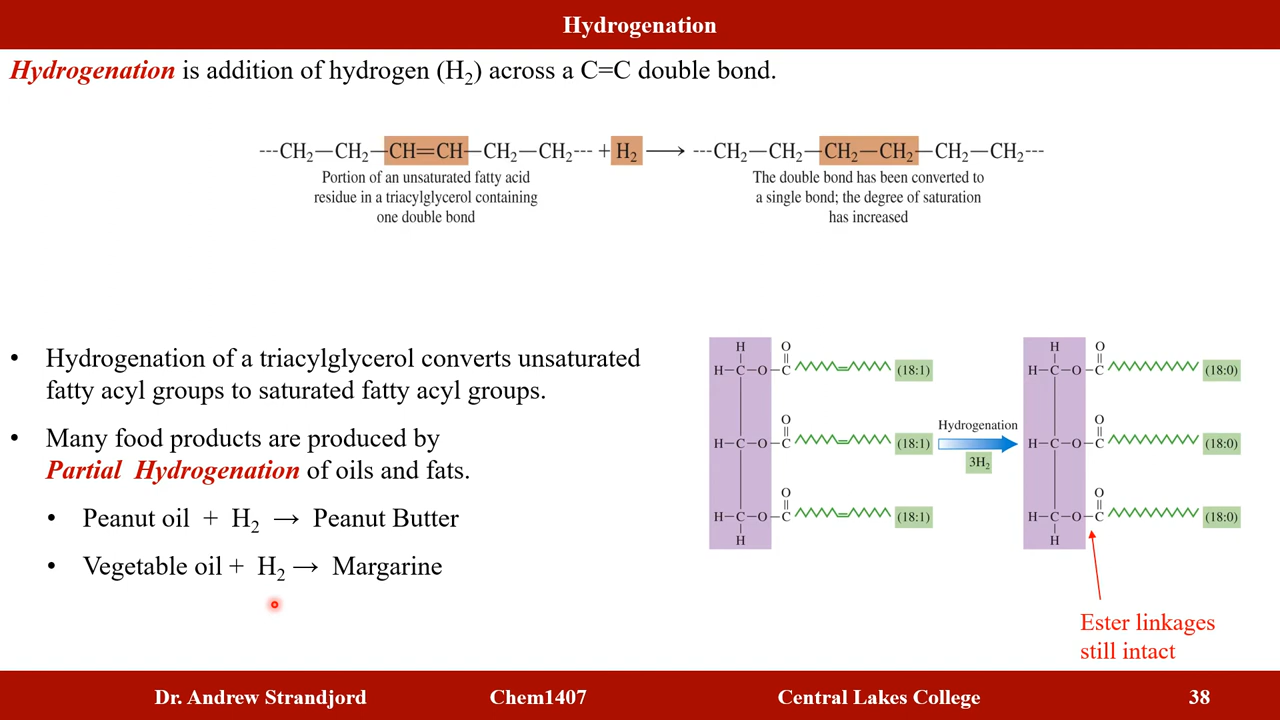 Hydrogenation
Hydrogenation is addition of hydrogen (H₂) across a C=C double bond.
---CH₂—CH₂—CH=CH—CH₂—CH₂--- + H₂ ⟶ ---CH₂—CH₂—CH₂—CH₂—CH₂—CH₂---
Portion of an unsaturated fatty acid
residue in a triacylglycerol containing
one double bond
The double bond has been converted to
a single bond; the degree of saturation
has increased
• Hydrogenation of a triacylglycerol converts unsaturated
fatty acyl groups to saturated fatty acyl groups.
• Many food products are produced by
Partial Hydrogenation of oils and fats.
• Peanut oil + H₂ → Peanut Butter
• Vegetable oil + H₂ → Margarine
H O
H—C—O—C (18:1)
O
H—C—O—C (18:1)
O
H—C—O—C (18:1)
H
Hydrogenation
3H₂
H O
H—C—O—C (18:0)
O
H—C—O—C (18:0)
O
H—C—O—C (18:0)
H
Ester linkages
still intact
Dr. Andrew Strandjord Chem1407 Central Lakes College 38